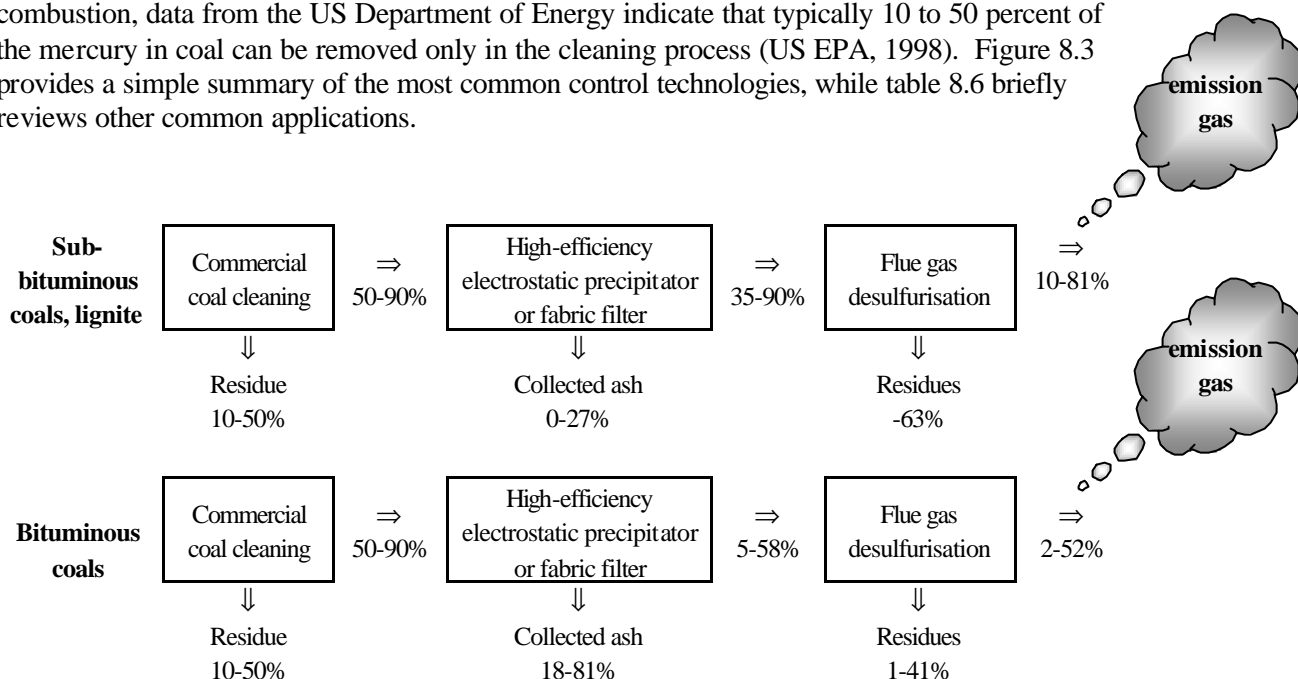 combustion, data from the US Department of Energy indicate that typically 10 to 50 percent of
the mercury in coal can be removed only in the cleaning process (US EPA, 1998). Figure 8.3
provides a simple summary of the most common control technologies, while table 8.6 briefly
reviews other common applications.
emission
gas
Sub-
bituminous
coals, lignite
Commercial
coal cleaning
⇒
50-90%
High-efficiency
electrostatic precipitator
or fabric filter
⇒
35-90%
Flue gas
desulfurisation
⇒
10-81%
⇓
Residue
10-50%
⇓
Collected ash
0-27%
⇓
Residues
-63%
emission
gas
Bituminous
coals
Commercial
coal cleaning
⇒
50-90%
High-efficiency
electrostatic precipitator
or fabric filter
⇒
5-58%
Flue gas
desulfurisation
⇒
2-52%
⇓
Residue
10-50%
⇓
Collected ash
18-81%
⇓
Residues
1-41%